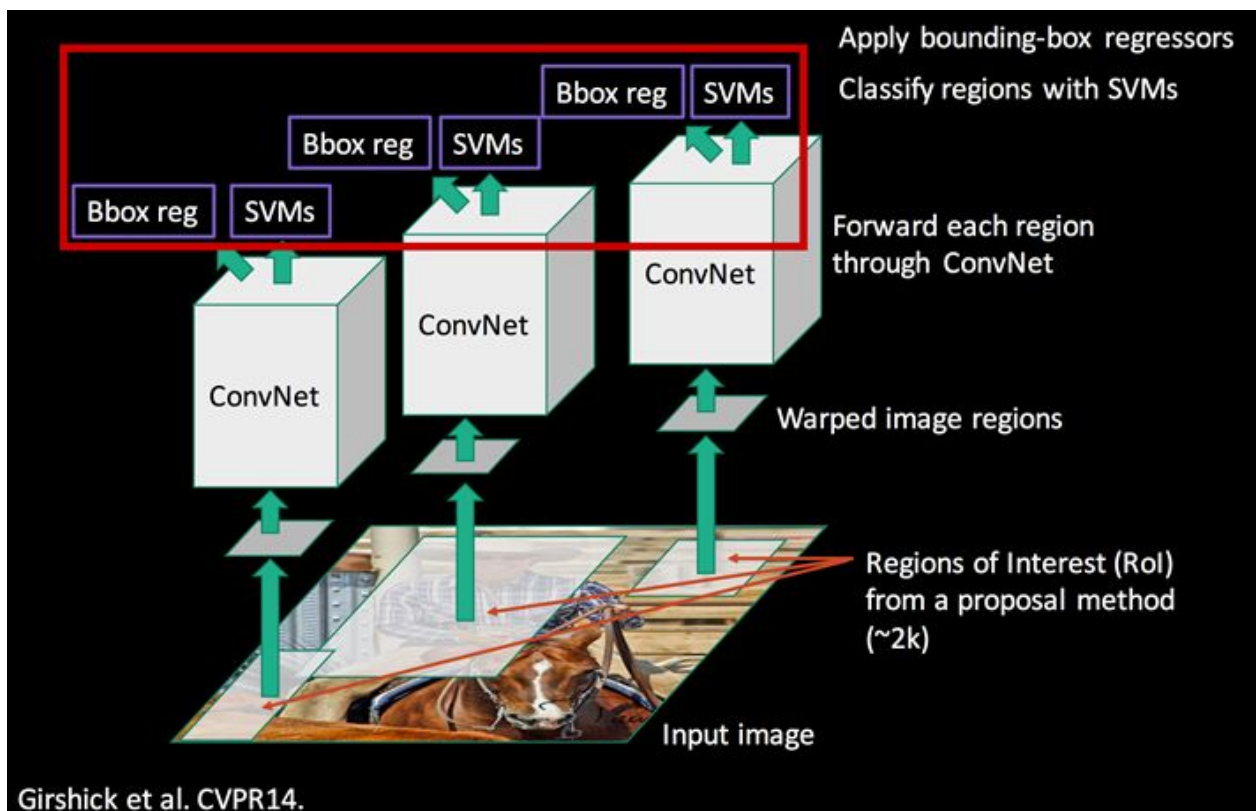 Apply bounding-box regressors
Bbox reg SVMs Classify regions with SVMs
Bbox reg SVMs
Bbox reg SVMs
Forward each region
through ConvNet
ConvNet
ConvNet
ConvNet
Warped image regions
Regions of Interest (RoI)
from a proposal method
(~2k)
Input image
Girshick et al. CVPR14.